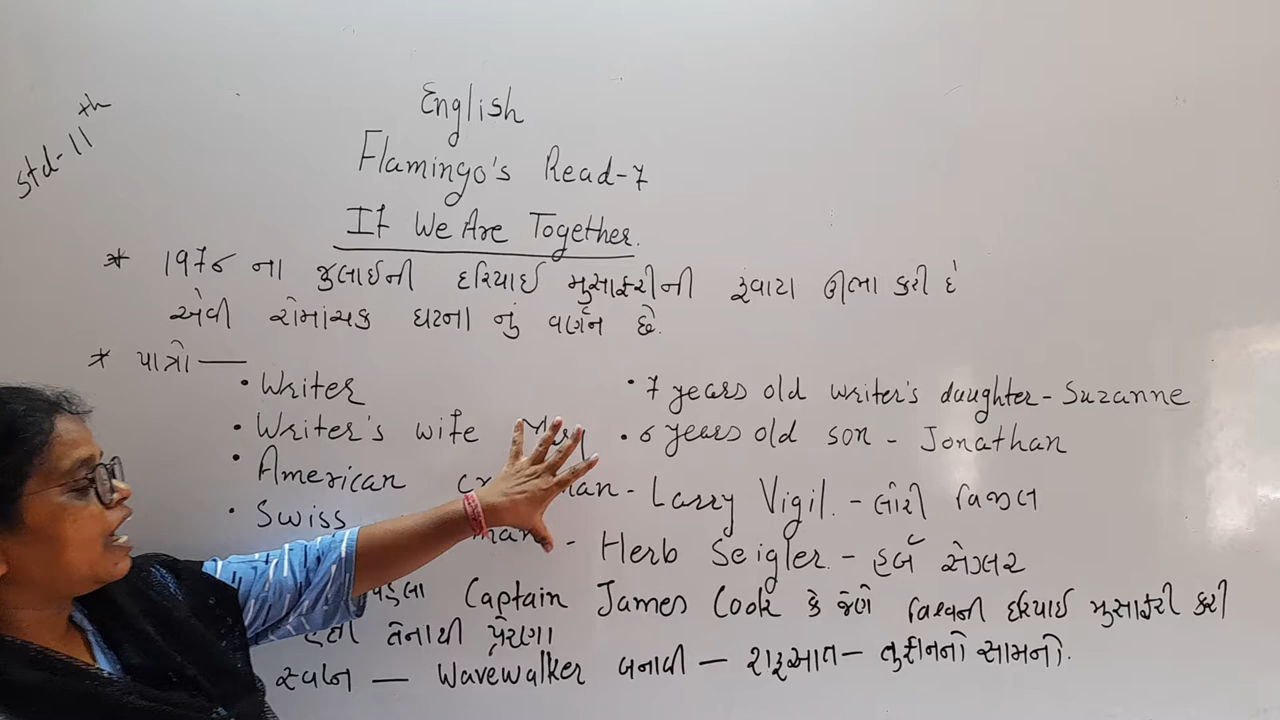 Std-11th
English
Flamingo's Read-7
If We Are Together.
* 1976 ના જુલાઈની દરિયાઈ મુસાફરીની રૂંવાટા ઊભા કરી દે
એવી રોમાંચક ઘટના નું વર્ણન છે.
* પાત્રો —
• Writer
• 7 years old writer's daughter - Suzanne
• Writer's wife
• 6 years old son - Jonathan
• American man - Larry Vigil. - લૉરી વિજીલ
• Swiss man - Herb Seigler. - હર્બ સેગ્લર
Captain James Cook કે જેણે વિશ્વની દરિયાઈ મુસાફરી કરી
તેનાથી પ્રેરણા
સ્વપ્ન — Wavewalker બનાવી — શરૂઆત — તુફાનનો સામનો.